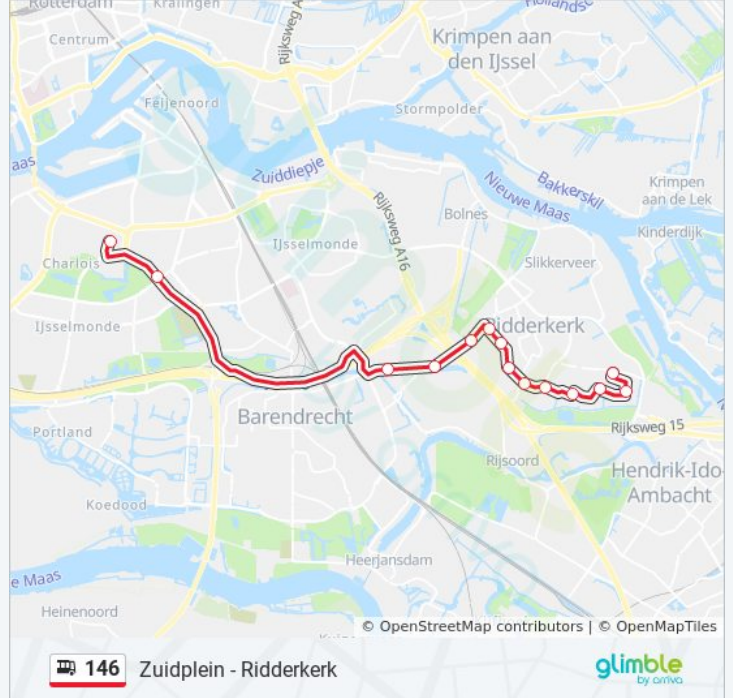 Rotterdam
Kralingen
Hollandsc
Centrum
Rijksweg A
Krimpen aan
den IJssel
Feijenoord
Stormpolder
aas
Zuiddiepje
Nieuwe Maas
Bakkerskil
Krimpen
aan de Lek
Rijksweg A16
Bolnes
Kinderdijk
IJsselmonde
Charlois
Slikkerveer
IJsselmonde
Ridderkerk
Barendrecht
Portland
Rijksweg 15
Rijsoord
Hendrik-Ido-
Ambacht
Koedood
Heerjansdam
e Maas
Heinenoord
© OpenStreetMap contributors | © OpenMapTiles
146 Zuidplein - Ridderkerk
glimble
by arriva